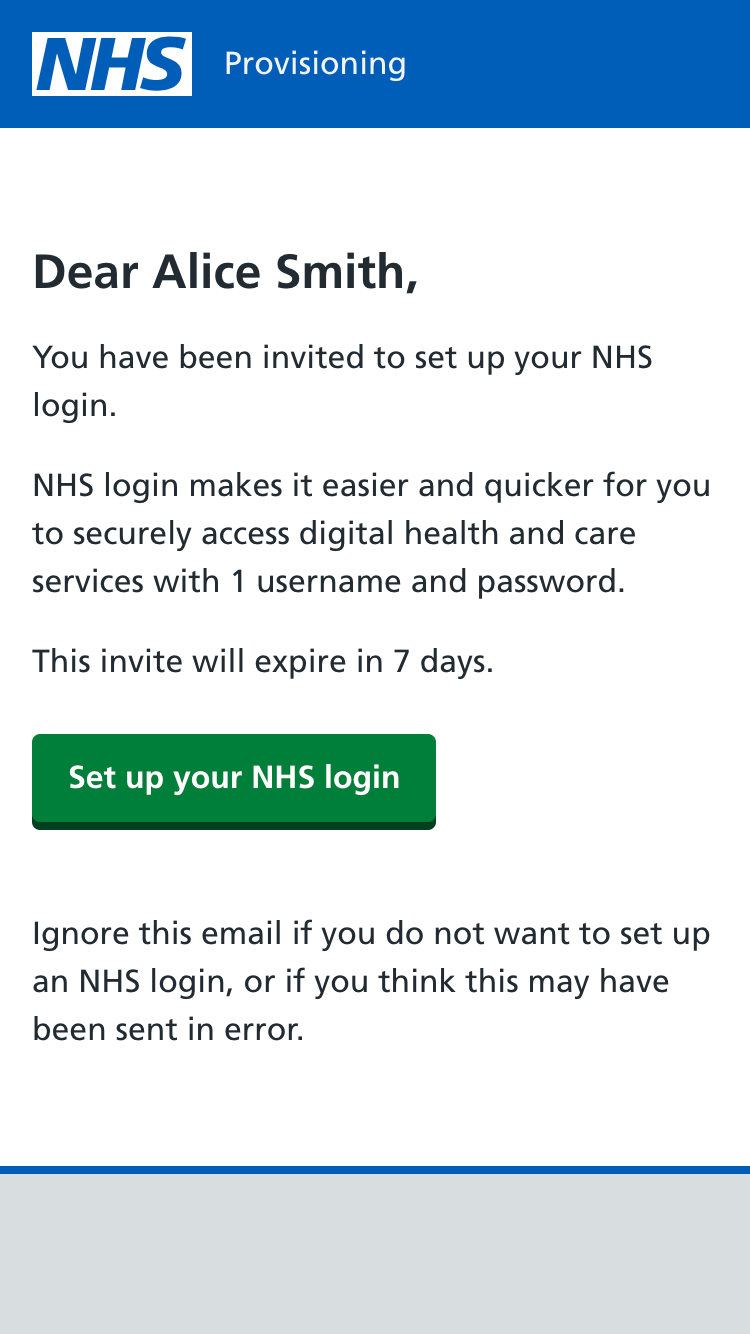 NHS Provisioning
Dear Alice Smith,
You have been invited to set up your NHS
login.
NHS login makes it easier and quicker for you
to securely access digital health and care
services with 1 username and password.
This invite will expire in 7 days.
Set up your NHS login
Ignore this email if you do not want to set up
an NHS login, or if you think this may have
been sent in error.